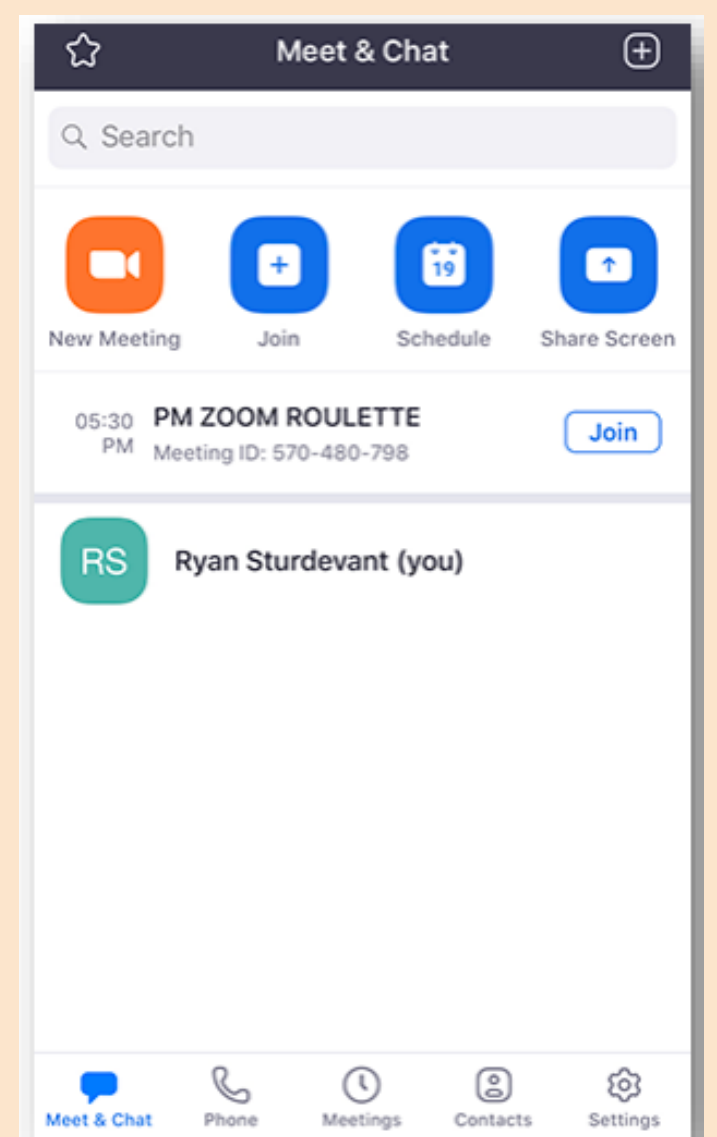 Meet & Chat
Search
19
New Meeting Join Schedule Share Screen
05:30 PM ZOOM ROULETTE Join
PM Meeting ID: 570-480-798
RS Ryan Sturdevant (you)
Meet & Chat Phone Meetings Contacts Settings